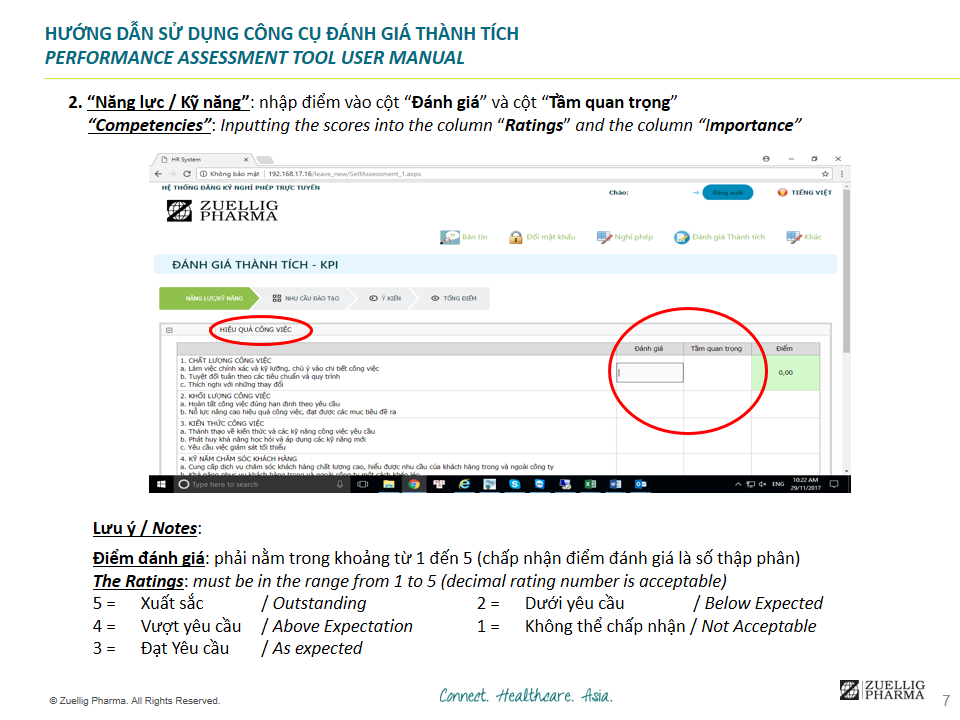 HƯỚNG DẪN SỬ DỤNG CÔNG CỤ ĐÁNH GIÁ THÀNH TÍCH
PERFORMANCE ASSESSMENT TOOL USER MANUAL
2. “Năng lực / Kỹ năng”: nhập điểm vào cột “Đánh giá” và cột “Tầm quan trọng”
“Competencies”: Inputting the scores into the column “Ratings” and the column “Importance”
HR System
Không bảo mật | 192.168.17.16/leave_new/SelfAssessment_1.aspx
HỆ THỐNG ĐĂNG KÝ NGHỈ PHÉP TRỰC TUYẾN
Chào: Đăng xuất TIẾNG VIỆT
ZUELLIG
PHARMA
Bản tin Đổi mật khẩu Nghỉ phép Đánh giá Thành tích Khác
ĐÁNH GIÁ THÀNH TÍCH - KPI
NĂNG LỰC/KỸ NĂNG NHU CẦU ĐÀO TẠO Ý KIẾN TỔNG ĐIỂM
HIỆU QUẢ CÔNG VIỆC
Đánh giá Tầm quan trọng Điểm
1. CHẤT LƯỢNG CÔNG VIỆC
a. Làm việc chính xác và kỹ lưỡng, chú ý vào chi tiết công việc
b. Tuyệt đối tuân theo các tiêu chuẩn và quy trình
c. Thích nghi với những thay đổi
0,00
2. KHỐI LƯỢNG CÔNG VIỆC
a. Hoàn tất công việc đúng hạn định theo yêu cầu
b. Nỗ lực nâng cao hiệu quả công việc, đạt được các mục tiêu đề ra
3. KIẾN THỨC CÔNG VIỆC
a. Thành thạo về kiến thức và các kỹ năng công việc yêu cầu
b. Phát huy khả năng học hỏi và áp dụng các kỹ năng mới
c. Yêu cầu việc giám sát tối thiểu
4. KỸ NĂM CHĂM SÓC KHÁCH HÀNG
a. Cung cấp dịch vụ chăm sóc khách hàng chất lượng cao, hiểu được nhu cầu của khách hàng trong và ngoài công ty
Type here to search
ENG 10:22 AM
29/11/2017
Lưu ý / Notes:
Điểm đánh giá: phải nằm trong khoảng từ 1 đến 5 (chấp nhận điểm đánh giá là số thập phân)
The Ratings: must be in the range from 1 to 5 (decimal rating number is acceptable)
5 = Xuất sắc / Outstanding 2 = Dưới yêu cầu / Below Expected
4 = Vượt yêu cầu / Above Expectation 1 = Không thể chấp nhận / Not Acceptable
3 = Đạt Yêu cầu / As expected
© Zuellig Pharma. All Rights Reserved.
Connect. Healthcare. Asia.
ZUELLIG
PHARMA
7